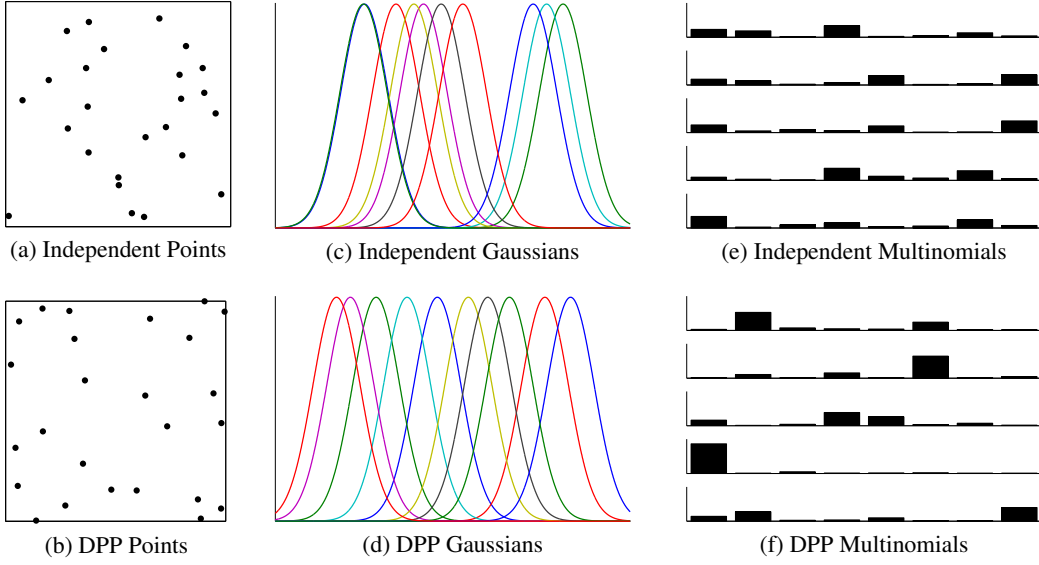 (a) Independent Points
(c) Independent Gaussians
(e) Independent Multinomials
(b) DPP Points
(d) DPP Gaussians
(f) DPP Multinomials